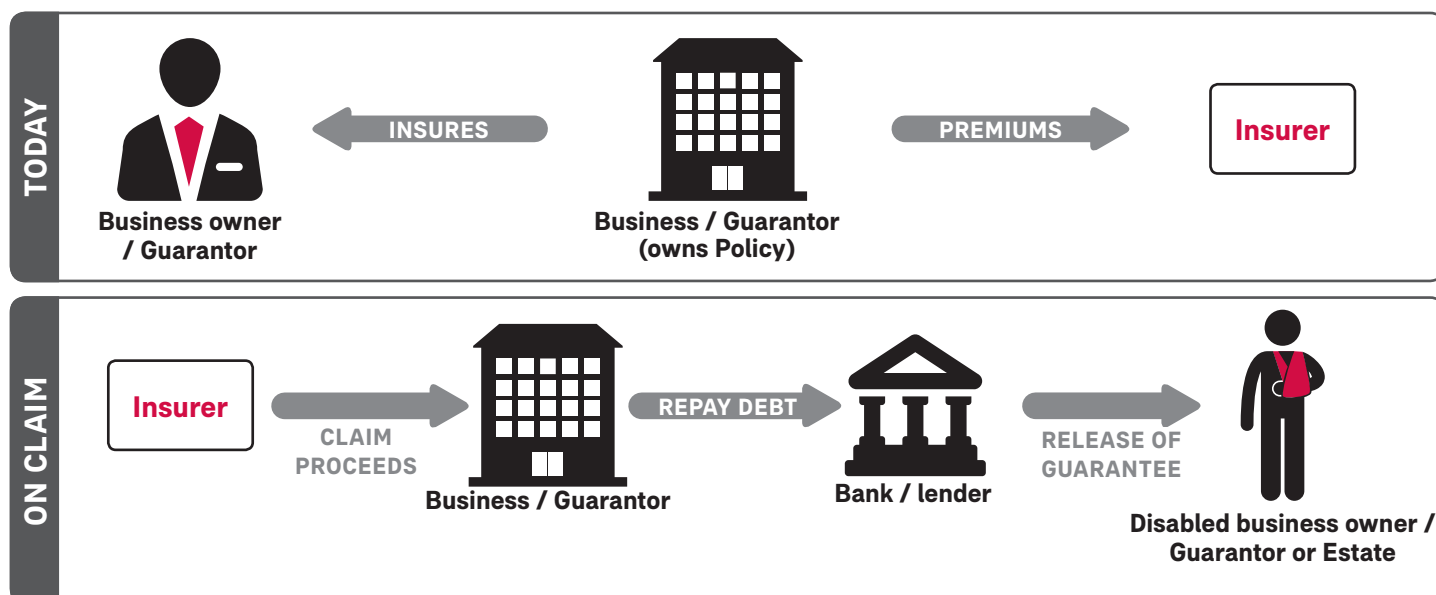 TODAY
INSURES
PREMIUMS
Insurer
Business owner
/ Guarantor
Business / Guarantor
(owns Policy)
ON CLAIM
Insurer
CLAIM
PROCEEDS
Business / Guarantor
REPAY DEBT
Bank / lender
RELEASE OF
GUARANTEE
Disabled business owner /
Guarantor or Estate